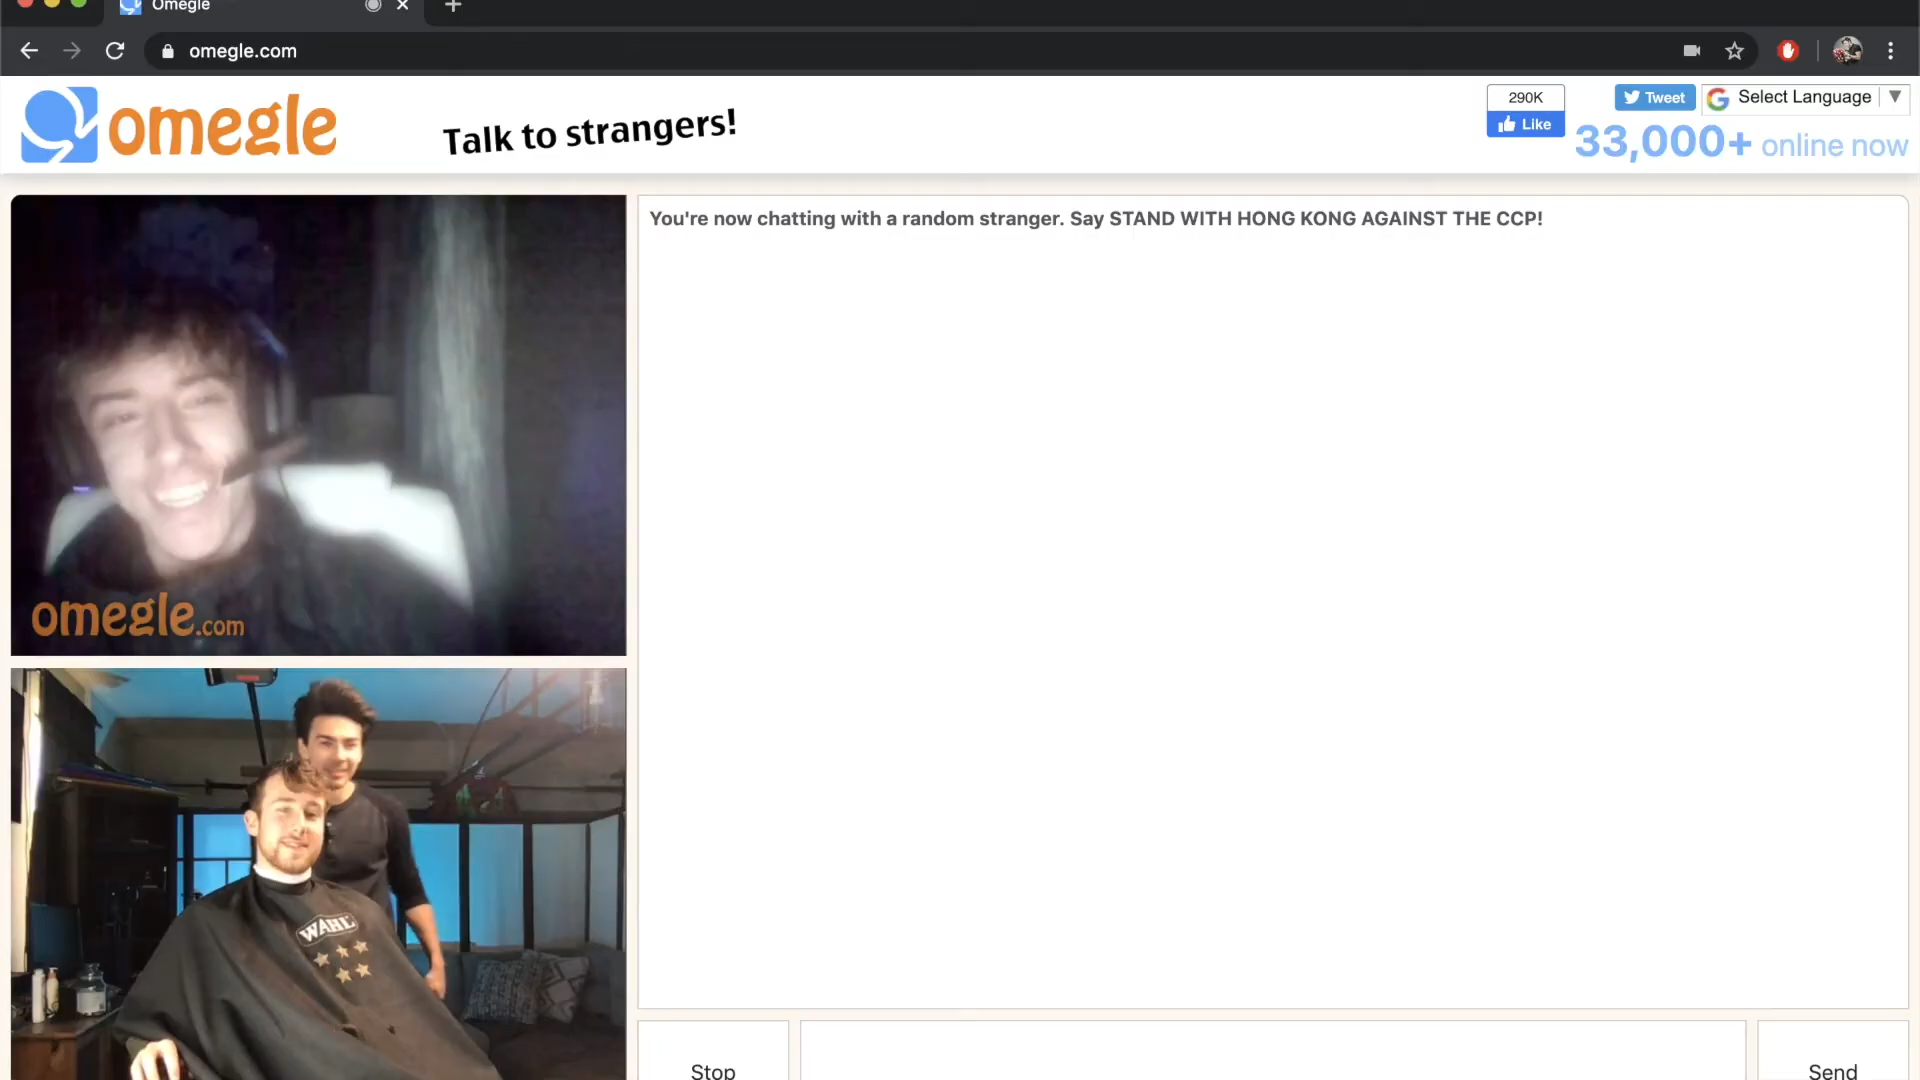 Omegle
omegle.com
omegle
Talk to strangers!
290K
Like
Tweet
Select Language
33,000+ online now
You're now chatting with a random stranger. Say STAND WITH HONG KONG AGAINST THE CCP!
omegle.com
WAHL
Stop
Send